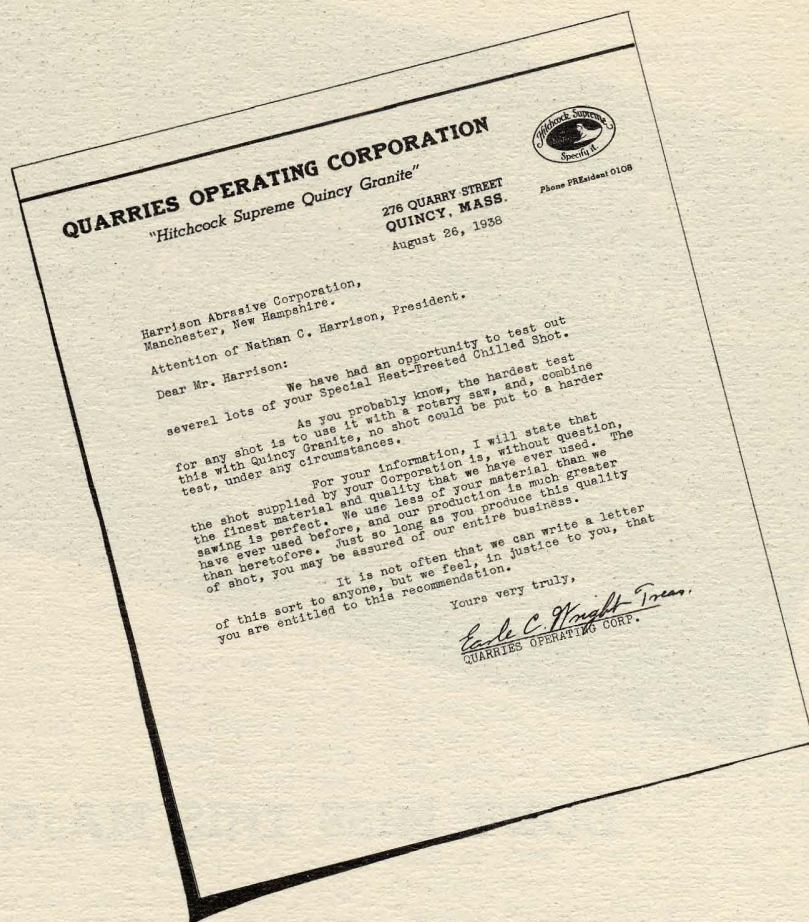 QUARRIES OPERATING CORPORATION
"Hitchcock Supreme Quincy Granite"
Hitchcock Supreme
Specify it
Phone PREsident 0108
276 QUARRY STREET
QUINCY, MASS.
August 26, 1938
Harrison Abrasive Corporation,
Manchester, New Hampshire.
Attention of Nathan C. Harrison, President.
Dear Mr. Harrison:
We have had an opportunity to test out
several lots of your Special Heat-Treated Chilled Shot.
As you probably know, the hardest test
for any shot is to use it with a rotary saw, and, combine
this with Quincy Granite, no shot could be put to a harder
test, under any circumstances.
For your information, I will state that
the shot supplied by your Corporation is, without question,
the finest material and quality that we have ever used. The
sawing is perfect. We use less of your material than we
have ever used before, and our production is much greater
than heretofore. Just so long as you produce this quality
of shot, you may be assured of our entire business.
It is not often that we can write a letter
of this sort to anyone, but we feel, in justice to you, that
you are entitled to this recommendation.
Yours very truly,
Earle C. Wright Treas.
QUARRIES OPERATING CORP.